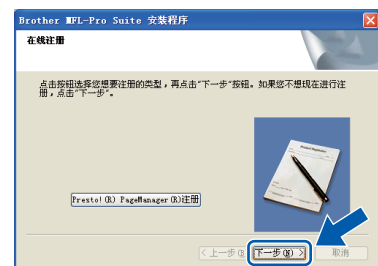 Brother MFL-Pro Suite 安装程序
在线注册
点击按钮选择您想要注册的类型，再点击“下一步”按钮。如果您不想现在进行注
册，点击“下一步”。
Product Registration
Presto! (R) PageManager (R)注册
< 上一步(B)
下一步(N) >
取消